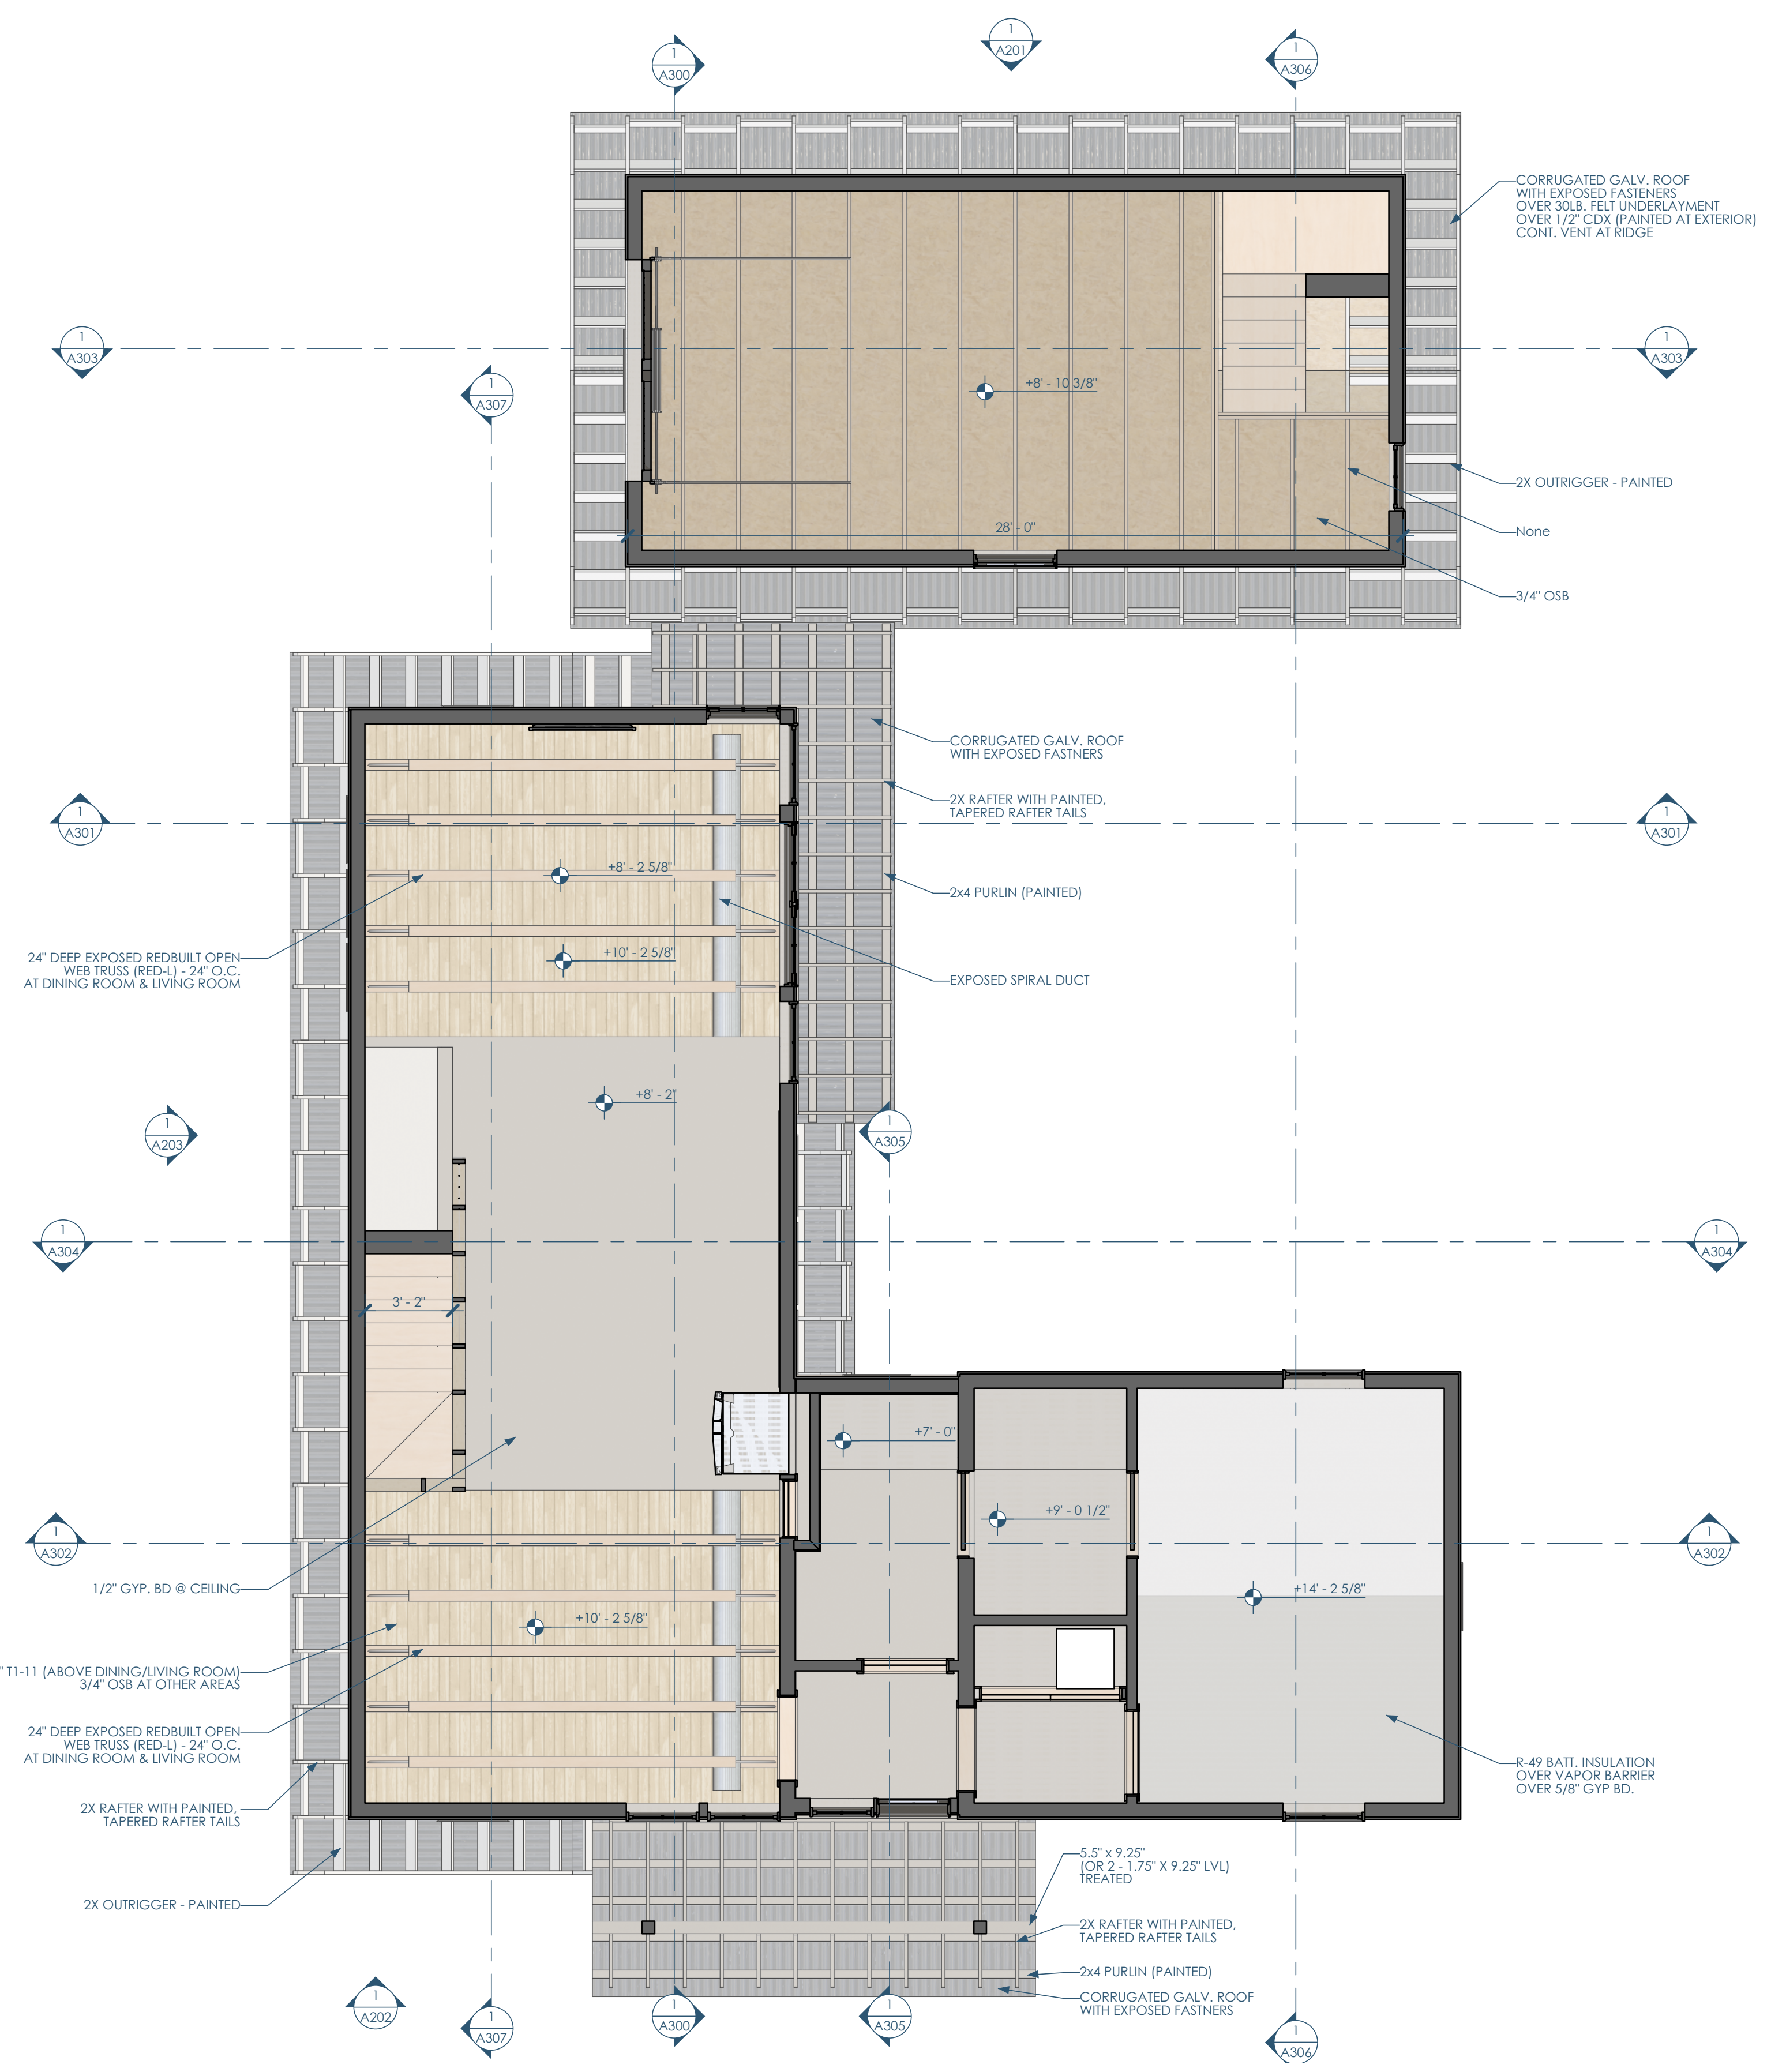 1
A201
1
A306
1
A300
CORRUGATED GALV. ROOF
WITH EXPOSED FASTENERS
OVER 30LB. FELT UNDERLAYMENT
OVER 1/2" CDX (PAINTED AT EXTERIOR)
CONT. VENT AT RIDGE
1
A303
1
A303
1
A307
+8' - 10 3/8"
2X OUTRIGGER - PAINTED
28' - 0"
None
3/4" OSB
CORRUGATED GALV. ROOF
WITH EXPOSED FASTNERS
2X RAFTER WITH PAINTED,
TAPERED RAFTER TAILS
1
A301
1
A301
+8' - 2 5/8"
2x4 PURLIN (PAINTED)
+10' - 2 5/8"
24" DEEP EXPOSED REDBUILT OPEN
WEB TRUSS (RED-L) - 24" O.C.
AT DINING ROOM & LIVING ROOM
EXPOSED SPIRAL DUCT
+8' - 2"
1
A203
1
A305
1
A304
1
A304
3' - 2"
+7' - 0"
+9' - 0 1/2"
1
A302
1
A302
1/2" GYP. BD @ CEILING
+14' - 2 5/8"
+10' - 2 5/8"
" T1-11 (ABOVE DINING/LIVING ROOM)
3/4" OSB AT OTHER AREAS
24" DEEP EXPOSED REDBUILT OPEN
WEB TRUSS (RED-L) - 24" O.C.
AT DINING ROOM & LIVING ROOM
R-49 BATT. INSULATION
OVER VAPOR BARRIER
OVER 5/8" GYP BD.
2X RAFTER WITH PAINTED,
TAPERED RAFTER TAILS
5.5" x 9.25"
(OR 2 - 1.75" X 9.25" LVL)
TREATED
2X OUTRIGGER - PAINTED
2X RAFTER WITH PAINTED,
TAPERED RAFTER TAILS
2x4 PURLIN (PAINTED)
CORRUGATED GALV. ROOF
WITH EXPOSED FASTNERS
1
A202
1
A307
1
A300
1
A305
1
A306